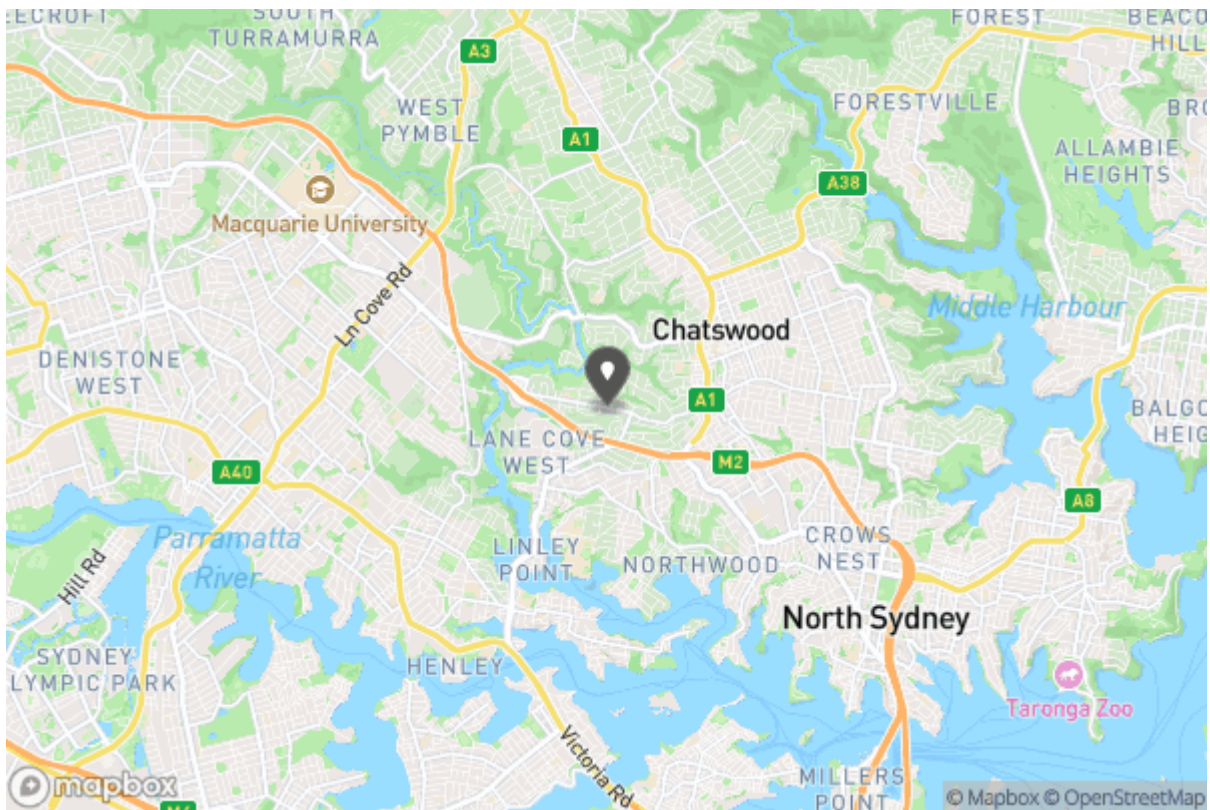 EECROFT
SOUTH
TURRAMURRA
A3
FOREST
BEACO
HILL
WEST
PYMBLE
A1
FORESTVILLE
BRO
ALLAMBIE
HEIGHTS
A38
Macquarie University
Ln Cove Rd
Middle Harbour
Chatswood
DENISTONE
WEST
A1
BALGO
HEIG
LANE COVE
WEST
M2
A40
A8
Parramatta
River
CROWS
NEST
LINLEY
POINT
NORTHWOOD
Hill Rd
North Sydney
SYDNEY
LYMPIC PARK
HENLEY
Taronga Zoo
Victoria Rd
MILLERS
POINT
mapbox
© Mapbox © OpenStreetMap